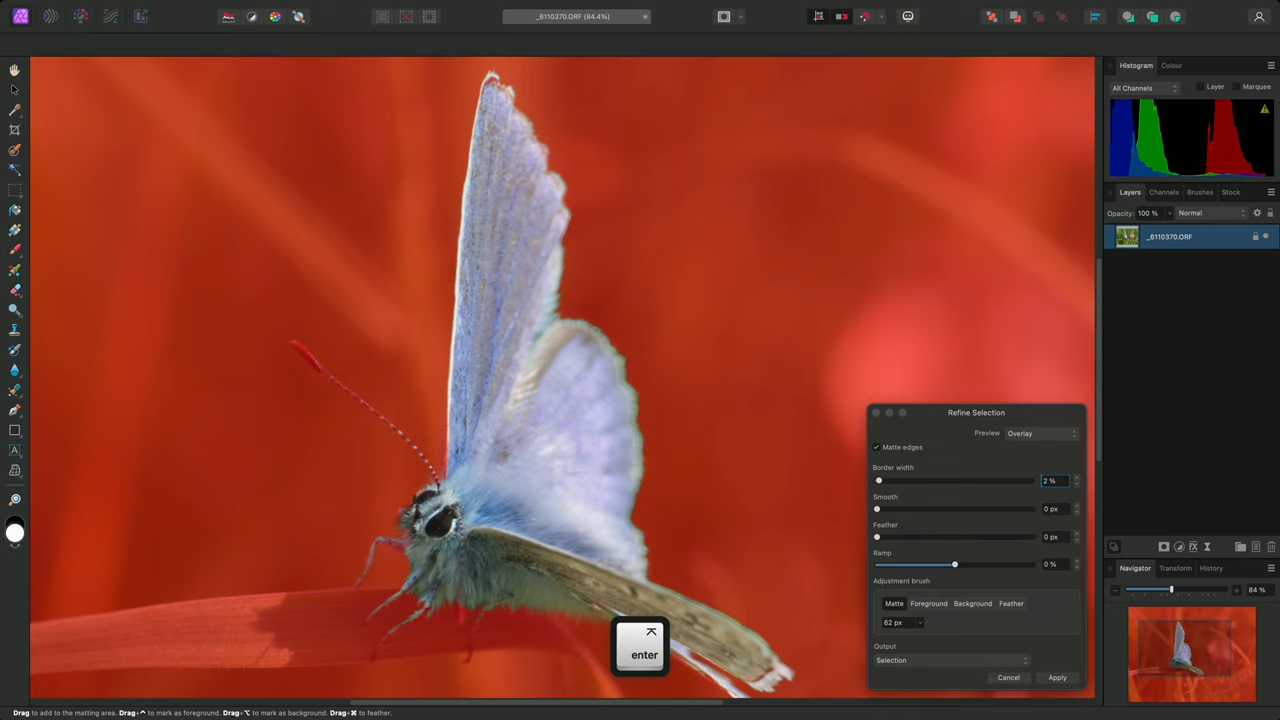 _6110370.ORF (84.4%)
Histogram Colour
All Channels Layer Marquee
Layers Channels Brushes Stock
Opacity: 100 % Normal
_6110370.ORF
Refine Selection
Preview Overlay
Matte edges
Border width
2 %
Smooth
0 px
Feather
0 px
Ramp
0 %
Adjustment brush
Matte Foreground Background Feather
62 px
Output
Selection
Cancel Apply
enter
Navigator Transform History
84 %
Drag to add to the matting area. Drag+⌃ to mark as foreground. Drag+⌥ to mark as background. Drag+⌘ to feather.